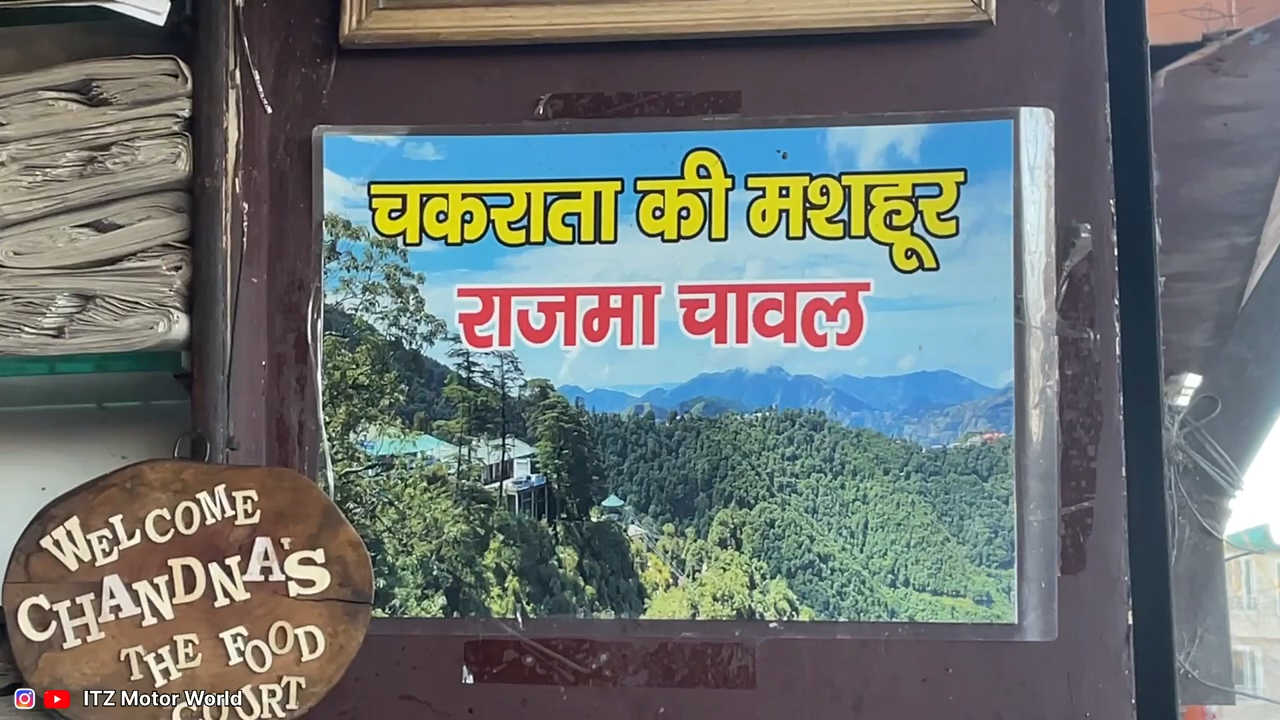 चकराता की मशहूर
राजमा चावल
WELCOME
CHANDNA'S
THE FOOD
COURT
ITZ Motor World